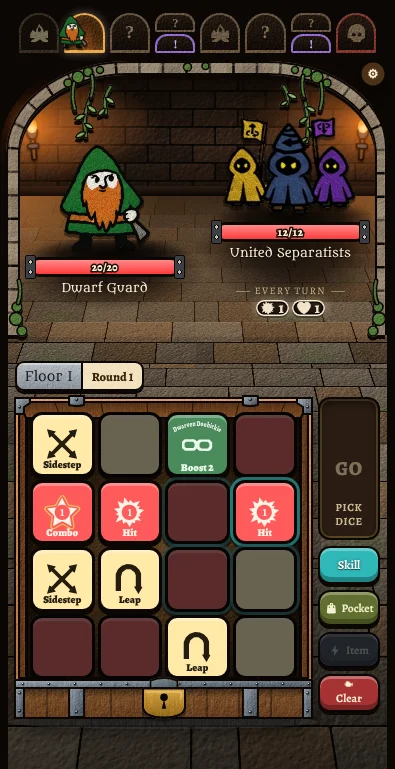 ?
?
!
?
?
!
12/12
United Separatists
20/20
Dwarf Guard
EVERY TURN
1 1
Floor 1
Round 1
Dwarven Doohickie
Sidestep
Boost 2
GO
PICK
DICE
1 1 1
Combo
Hit
Hit
Sidestep
Leap
Skill
Pocket
Item
Leap
Clear